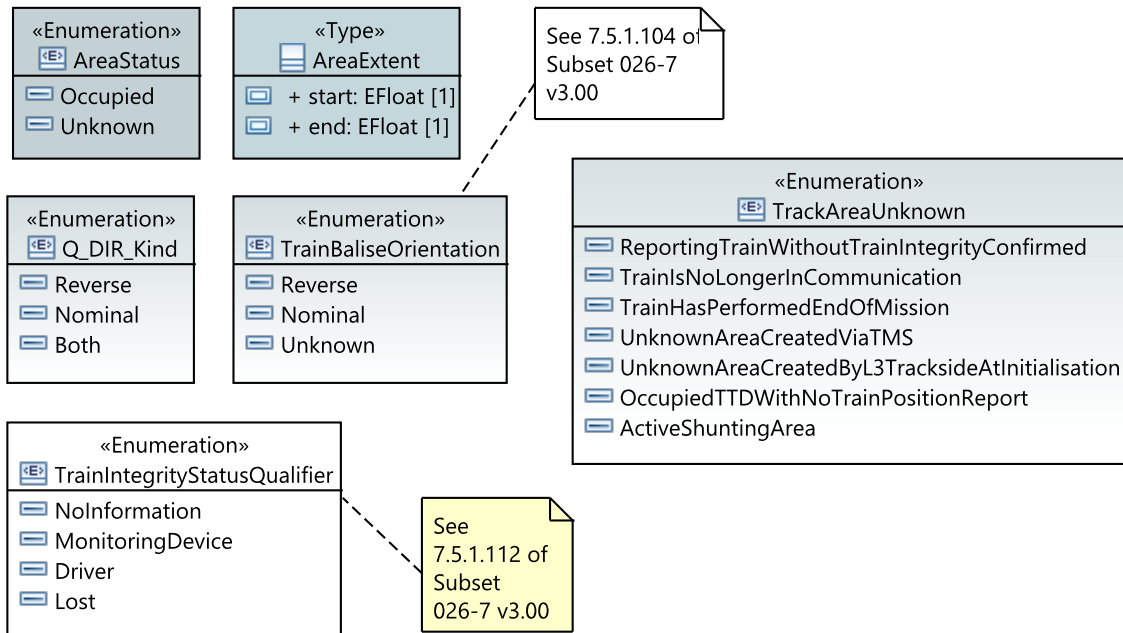 «Enumeration»
AreaStatus
Occupied
Unknown
«Type»
AreaExtent
+ start: EFloat [1]
+ end: EFloat [1]
See 7.5.1.104 of
Subset 026-7
v3.00
«Enumeration»
Q_DIR_Kind
Reverse
Nominal
Both
«Enumeration»
TrainBaliseOrientation
Reverse
Nominal
Unknown
«Enumeration»
TrackAreaUnknown
ReportingTrainWithoutTrainIntegrityConfirmed
TrainIsNoLongerInCommunication
TrainHasPerformedEndOfMission
UnknownAreaCreatedViaTMS
UnknownAreaCreatedByL3TracksideAtInitialisation
OccupiedTTDWithNoTrainPositionReport
ActiveShuntingArea
«Enumeration»
TrainIntegrityStatusQualifier
NoInformation
MonitoringDevice
Driver
Lost
See
7.5.1.112 of
Subset
026-7 v3.00